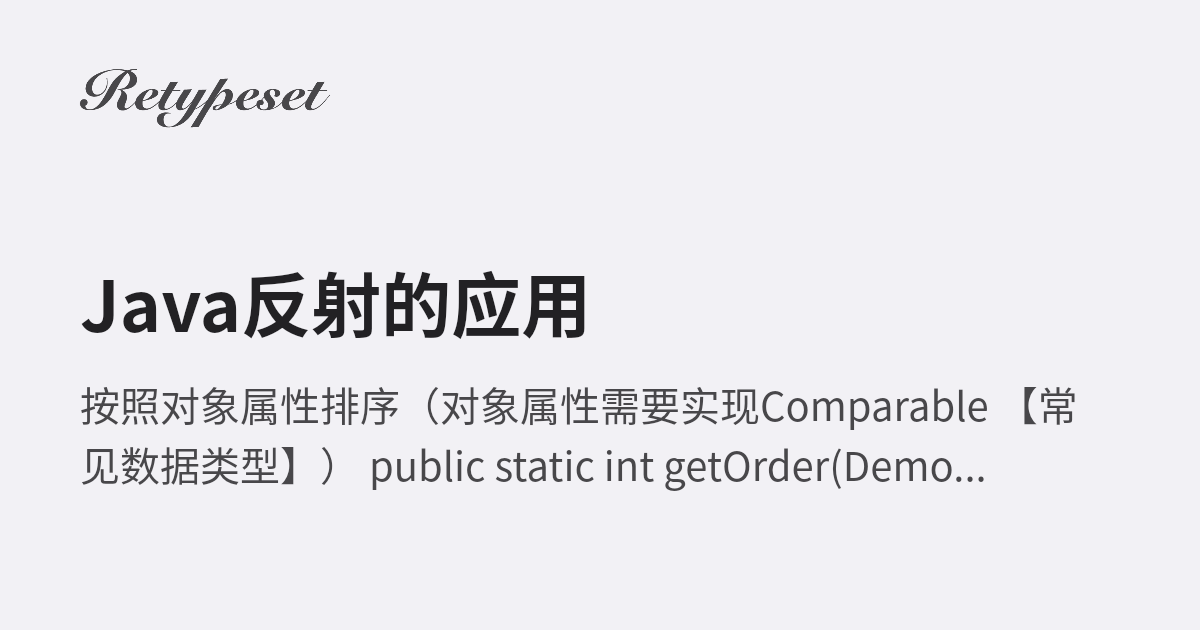 Retypeset
Java反射的应用
按照对象属性排序（对象属性需要实现Comparable 【常
见数据类型】） public static int getOrder(Demo...